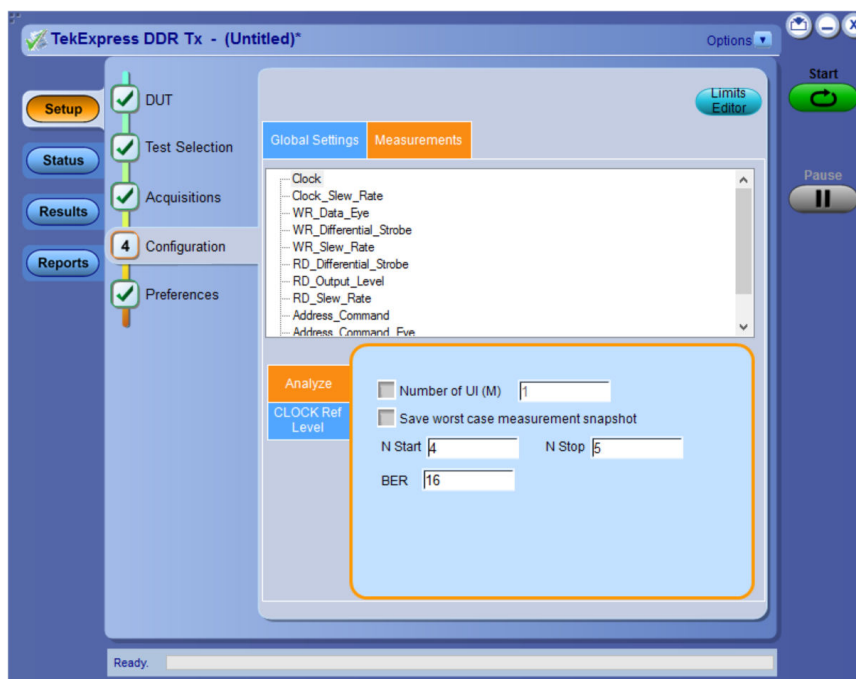 TekExpress DDR Tx - (Untitled)*
Options
Start
Pause
Setup
Status
Results
Reports
DUT
Test Selection
Acquisitions
4 Configuration
Preferences
Limits
Editor
Global Settings Measurements
Clock
Clock_Slew_Rate
WR_Data_Eye
WR_Differential_Strobe
WR_Slew_Rate
RD_Differential_Strobe
RD_Output_Level
RD_Slew_Rate
Address_Command
Address_Command_Eye
Analyze
CLOCK Ref
Level
Number of UI (M) 1
Save worst case measurement snapshot
N Start 4 N Stop 5
BER 16
Ready.